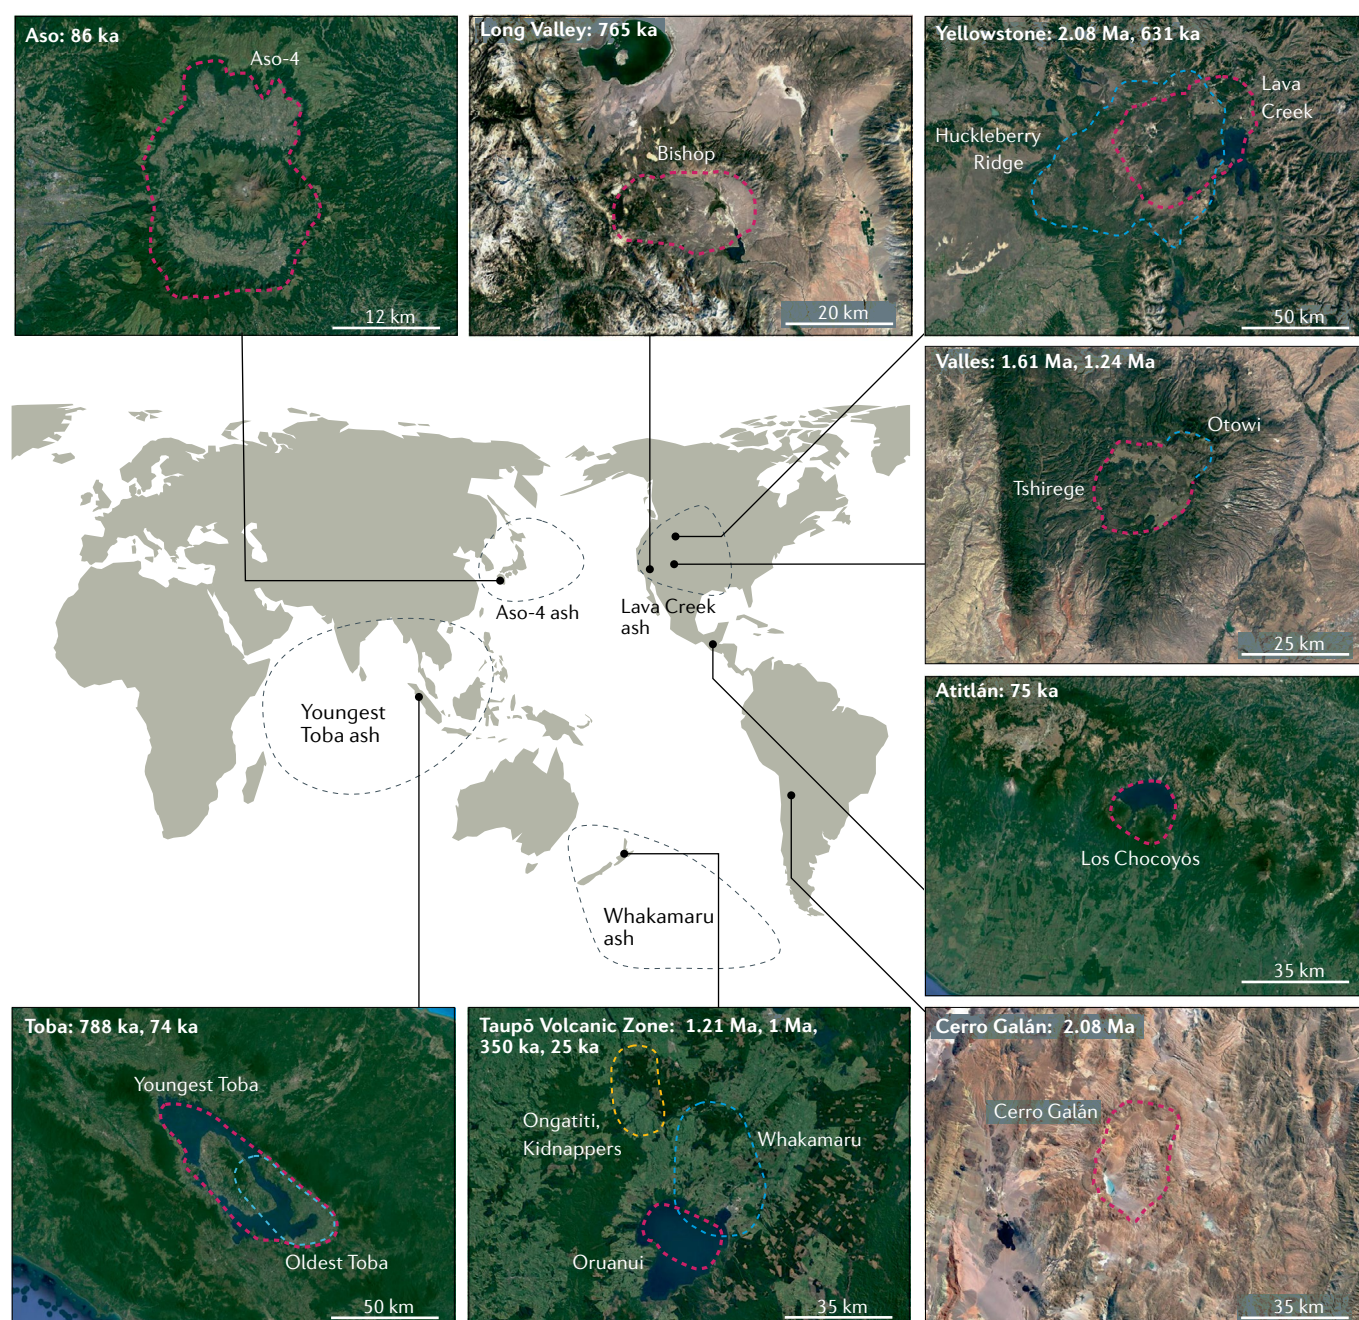 Aso: 86 ka
Aso-4
12 km
Long Valley: 765 ka
Bishop
20 km
Yellowstone: 2.08 Ma, 631 ka
Lava
Creek
Huckleberry
Ridge
50 km
Valles: 1.61 Ma, 1.24 Ma
Otowi
Tshirege
25 km
Aso-4 ash
Lava Creek
ash
Youngest
Toba ash
Whakamaru
ash
Atitlán: 75 ka
Los Chocoyos
35 km
Toba: 788 ka, 74 ka
Youngest Toba
Oldest Toba
50 km
Taupō Volcanic Zone: 1.21 Ma, 1 Ma,
350 ka, 25 ka
Ongatiti,
Kidnappers
Whakamaru
Oruanui
35 km
Cerro Galán: 2.08 Ma
Cerro Galán
35 km